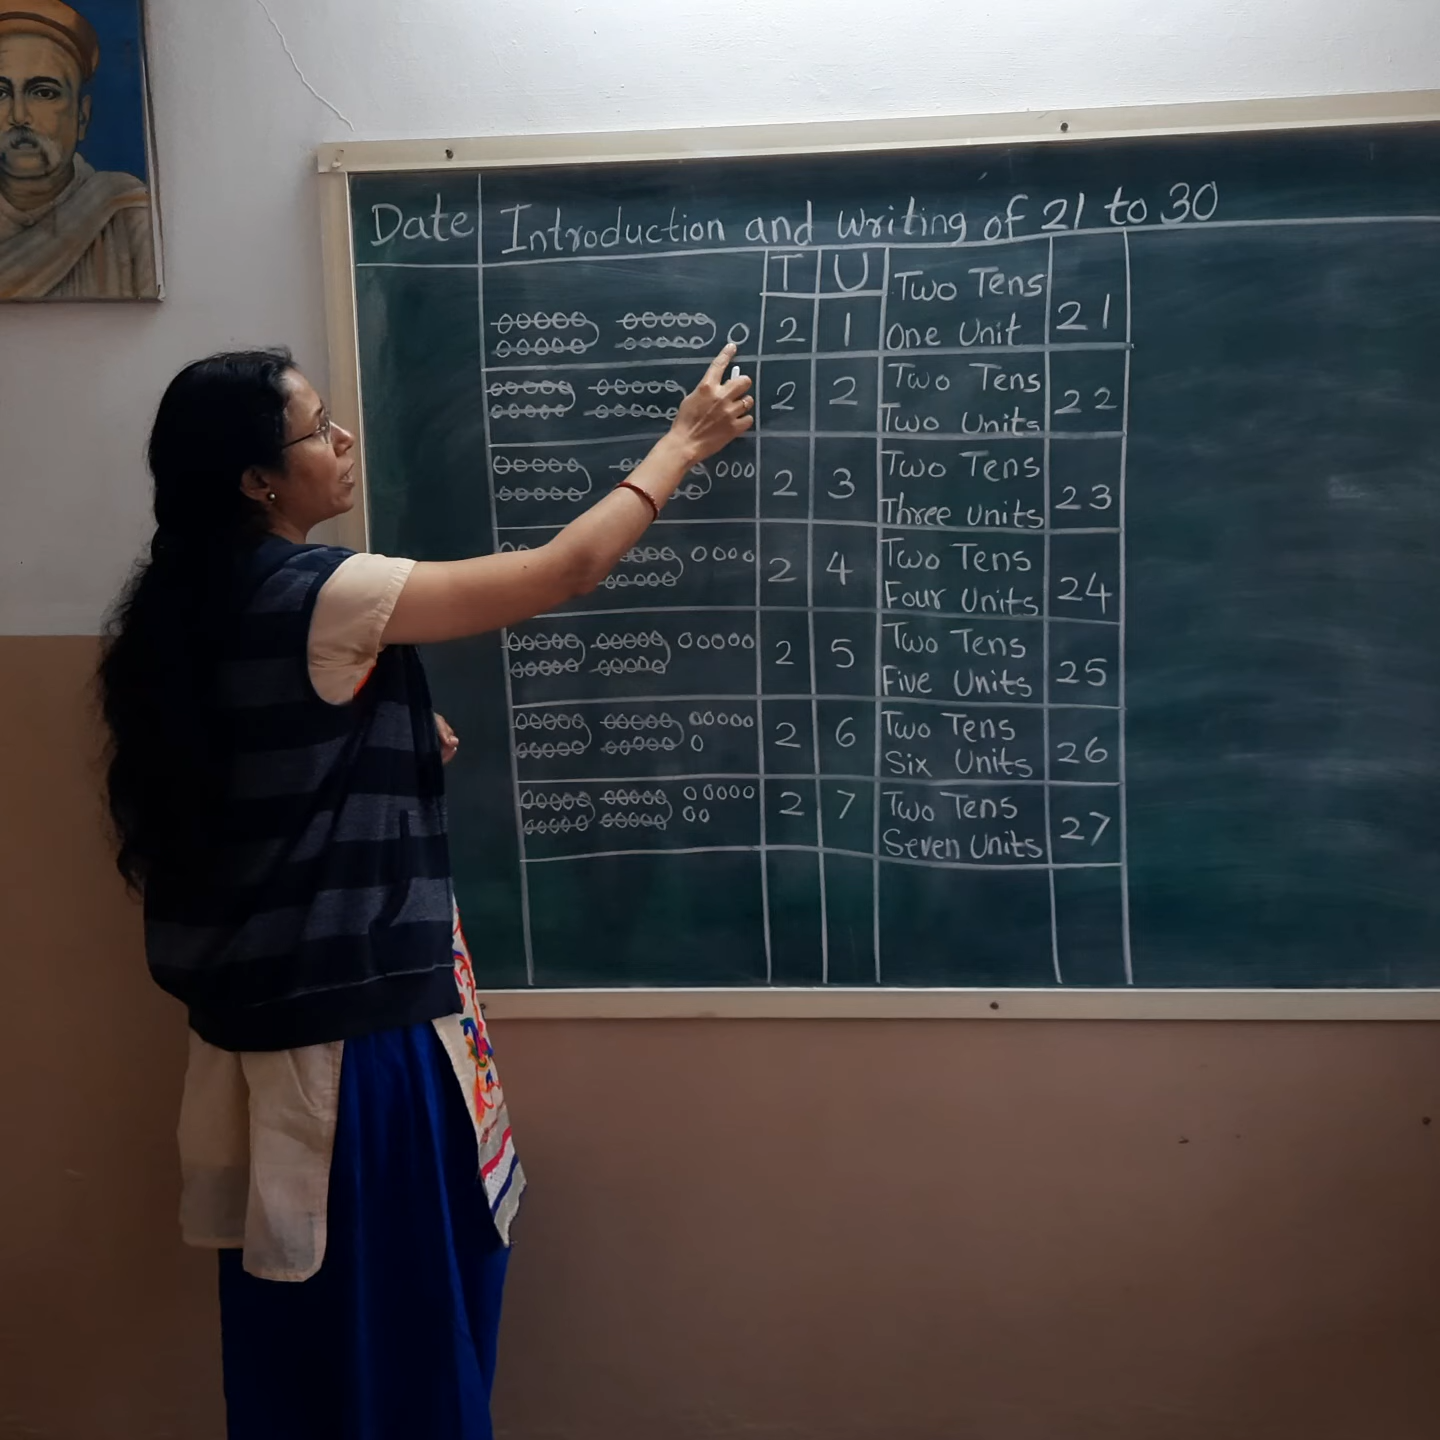 Date
Introduction and writing of 21 to 30
T U
2 1 Two Tens One Unit 21
2 2 Two Tens Two Units 22
2 3 Two Tens Three Units 23
2 4 Two Tens Four Units 24
2 5 Two Tens Five Units 25
2 6 Two Tens Six Units 26
2 7 Two Tens Seven Units 27